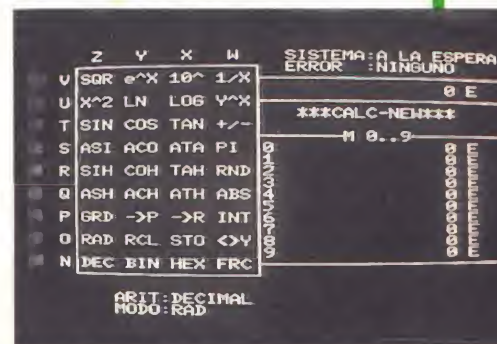 Z Y X W
SISTEMA:A LA ESPERA
ERROR :NINGUNO
V SQR e^X 10^ 1/X
0 E
U X^2 LN LOG Y^X
***CALC-NEW***
T SIN COS TAN +/-
M 0..9
S ASI ACO ATA PI
0 0 E
R SIH COH TAH RND
1 0 E
2 0 E
Q ASH ACH ATH ABS
3 0 E
4 0 E
5 0 E
P GRD ->P ->R INT
6 0 E
7 0 E
O RAD RCL STO <>Y
8 0 E
9 0 E
N DEC BIN HEX FRC
ARIT:DECIMAL
MODO:RAD